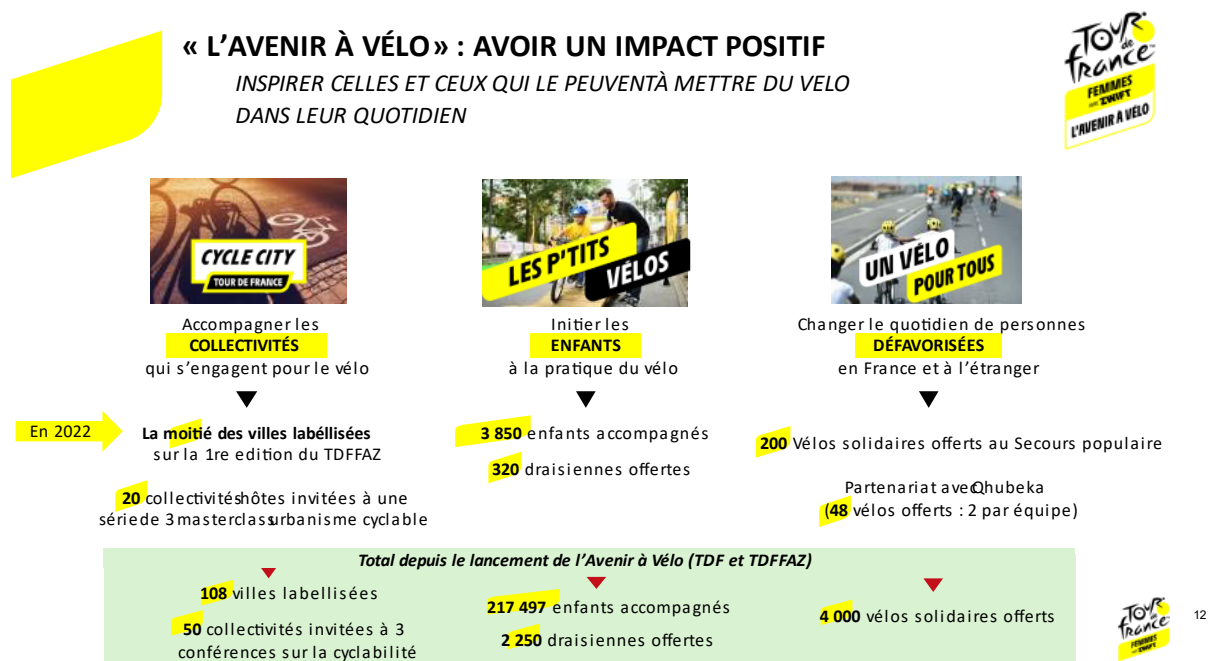 « L’AVENIR À VÉLO» : AVOIR UN IMPACT POSITIF
INSPIRER CELLES ET CEUX QUI LE PEUVENTÀ METTRE DU VELO
DANS LEUR QUOTIDIEN
TOUR
de
france
FEMMES
avec ZWIFT
L'AVENIR À VÉLO
CYCLE CITY
TOUR DE FRANCE
Accompagner les
COLLECTIVITÉS
qui s’engagent pour le vélo
LES P'TITS
VÉLOS
Initier les
ENFANTS
à la pratique du vélo
UN VÉLO
POUR TOUS
Changer le quotidien de personnes
DÉFAVORISÉES
en France et à l’étranger
En 2022
La moitié des villes labéllisées
sur la 1re edition du TDFFAZ
20 collectivitéshôtes invitées à une
sériede 3masterclassurbanisme cyclable
3 850 enfants accompagnés
320 draisiennes offertes
200 Vélos solidaires offerts au Secours populaire
Partenariat avecQhubeka
(48 vélos offerts : 2 par équipe)
Total depuis le lancement de l’Avenir à Vélo (TDF et TDFFAZ)
108 villes labellisées
50 collectivités invitées à 3
conférences sur la cyclabilité
217 497 enfants accompagnés
2 250 draisiennes offertes
4 000 vélos solidaires offerts
TOUR
de
france
FEMMES
avec ZWIFT
12